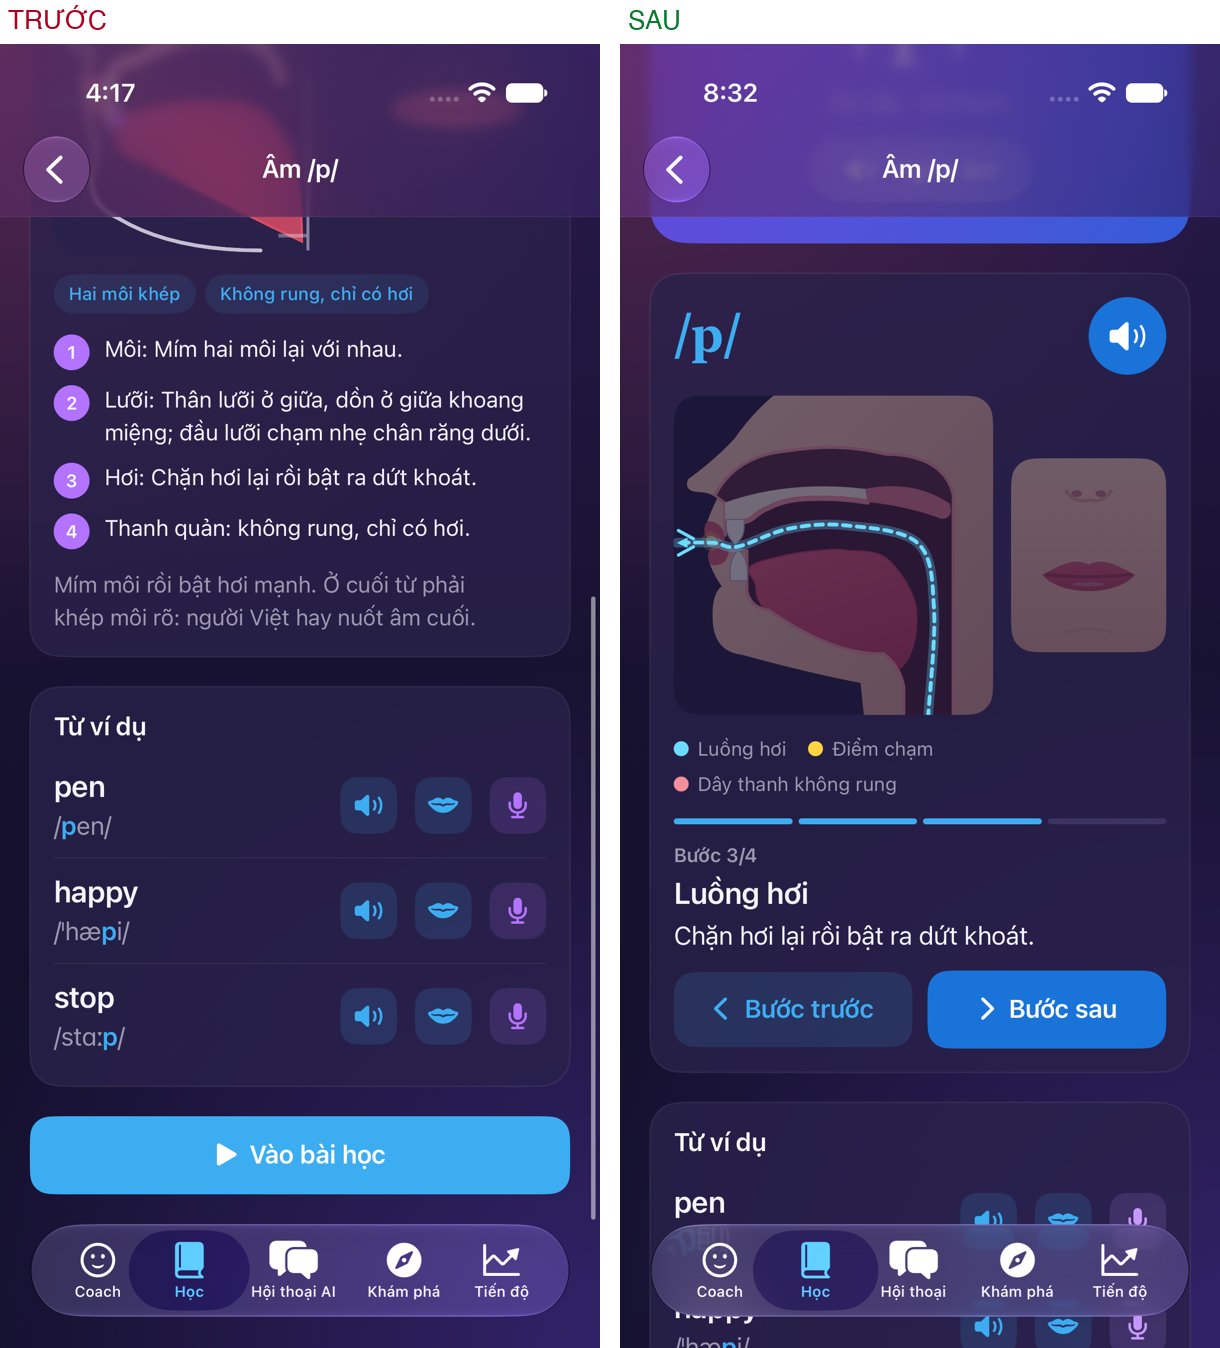 TRƯỚC
4:17
Âm /p/
Hai môi khép
Không rung, chỉ có hơi
1 Môi: Mím hai môi lại với nhau.
2 Lưỡi: Thân lưỡi ở giữa, dồn ở giữa khoang
miệng; đầu lưỡi chạm nhẹ chân răng dưới.
3 Hơi: Chặn hơi lại rồi bật ra dứt khoát.
4 Thanh quản: không rung, chỉ có hơi.
Mím môi rồi bật hơi mạnh. Ở cuối từ phải
khép môi rõ: người Việt hay nuốt âm cuối.
Từ ví dụ
pen
/pen/
happy
/ˈhæpi/
stop
/stɑːp/
Vào bài học
Coach
Học
Hội thoại AI
Khám phá
Tiến độ
SAU
8:32
Âm /p/
/p/
Luồng hơi
Điểm chạm
Dây thanh không rung
Bước 3/4
Luồng hơi
Chặn hơi lại rồi bật ra dứt khoát.
Bước trước
Bước sau
Từ ví dụ
pen
Coach
Học
Hội thoại
Khám phá
Tiến độ
happy
/ˈhæpi/